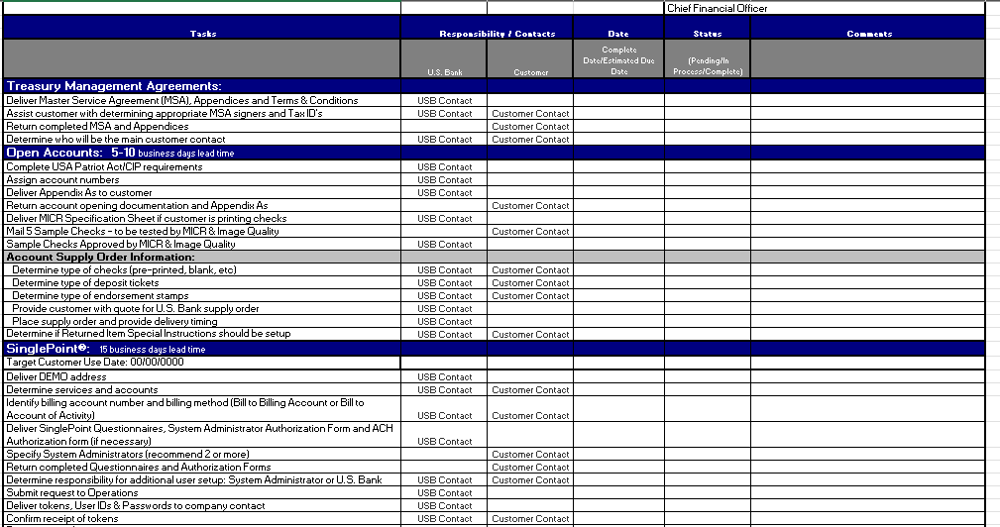 Chief Financial Officer
Tasks Responsibility / Contacts Date Status Comments
Complete
Date/Estimated Due (Pending/In
U.S. Bank Customer Date Process/Complete)
Treasury Management Agreements:
Deliver Master Service Agreement (MSA), Appendices and Terms & Conditions USB Contact
Assist customer with determining appropriate MSA signers and Tax ID's USB Contact Customer Contact
Return completed MSA and Appendices Customer Contact
Determine who will be the main customer contact USB Contact Customer Contact
Open Accounts: 5-10 business days lead time
Complete USA Patriot Act/CIP requirements USB Contact
Assign account numbers USB Contact
Deliver Appendix As to customer USB Contact
Return account opening documentation and Appendix As Customer Contact
Deliver MICR Specification Sheet if customer is printing checks USB Contact
Mail 5 Sample Checks - to be tested by MICR & Image Quality Customer Contact
Sample Checks Approved by MICR & Image Quality USB Contact
Account Supply Order Information:
Determine type of checks (pre-printed, blank, etc) USB Contact Customer Contact
Determine type of deposit tickets USB Contact Customer Contact
Determine type of endorsement stamps USB Contact Customer Contact
Provide customer with quote for U.S. Bank supply order USB Contact
Place supply order and provide delivery timing USB Contact
Determine if Returned Item Special Instructions should be setup USB Contact Customer Contact
SinglePoint®: 15 business days lead time
Target Customer Use Date: 00/00/0000
Deliver DEMO address USB Contact
Determine services and accounts USB Contact Customer Contact
Identify billing account number and billing method (Bill to Billing Account or Bill to
Account of Activity) USB Contact Customer Contact
Deliver SinglePoint Questionnaires, System Administrator Authorization Form and ACH
Authorization form (if necessary) USB Contact
Specify System Administrators (recommend 2 or more) Customer Contact
Return completed Questionnaires and Authorization Forms Customer Contact
Determine responsibility for additional user setup: System Administrator or U.S. Bank USB Contact Customer Contact
Submit request to Operations USB Contact
Deliver tokens, User IDs & Passwords to company contact USB Contact
Confirm receipt of tokens USB Contact Customer Contact